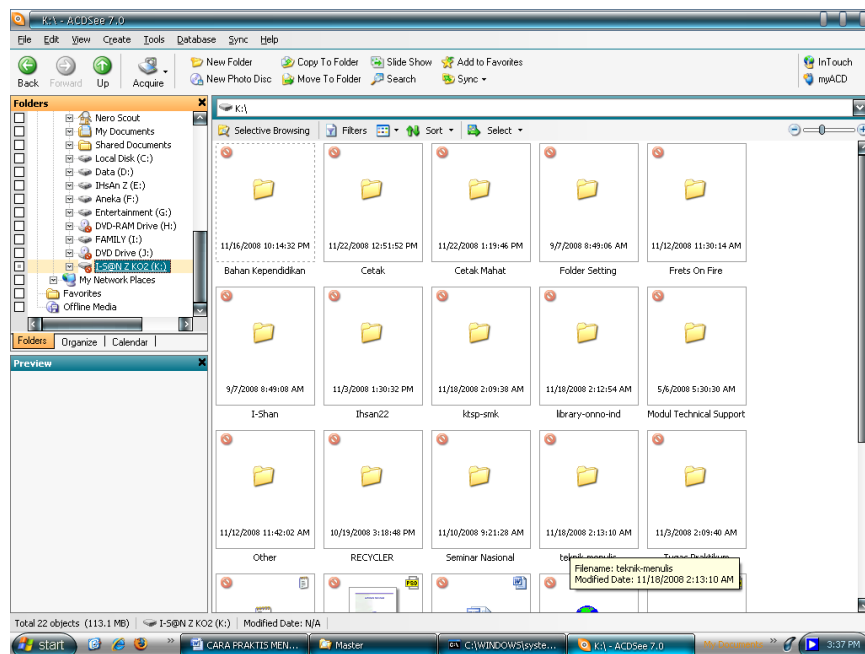 K:\ - ACDSee 7.0
File Edit View Create Tools Database Sync Help
Back Forward Up Acquire
New Folder Copy To Folder Slide Show Add to Favorites
New Photo Disc Move To Folder Search Sync
InTouch
myACD
Folders
Nero Scout
My Documents
Shared Documents
Local Disk (C:)
Data (D:)
IHsAn Z (E:)
Aneka (F:)
Entertainment (G:)
DVD-RAM Drive (H:)
FAMILY (I:)
DVD Drive (J:)
I-S@N Z KO2 (K:)
My Network Places
Favorites
Offline Media
Folders Organize Calendar
Preview
K:\
Selective Browsing Filters Sort Select
11/16/2008 10:14:32 PM 11/22/2008 12:51:52 PM 11/22/2008 1:19:46 PM 9/7/2008 8:49:06 AM 11/12/2008 11:30:14 AM
Bahan Kependidikan Cetak Cetak Mahat Folder Setting Frets On Fire
9/7/2008 8:49:08 AM 11/3/2008 1:30:32 PM 11/18/2008 2:09:38 AM 11/18/2008 2:12:54 AM 5/6/2008 5:30:30 AM
I-Shan Ihsan22 ktsp-smk library-onno-ind Modul Technical Support
11/12/2008 11:42:02 AM 10/19/2008 3:18:48 PM 11/10/2008 9:21:28 AM 11/18/2008 2:13:10 AM 11/3/2008 2:09:40 AM
Other RECYCLER Seminar Nasional teknik-menulis Tugas Praktikum
Filename: teknik-menulis
Modified Date: 11/18/2008 2:13:10 AM
Total 22 objects (113.1 MB) I-S@N Z KO2 (K:) Modified Date: N/A
start CARA PRAKTIS MEN... Master C:\WINDOWS\syste... K:\ - ACDSee 7.0 My Documents 3:37 PM